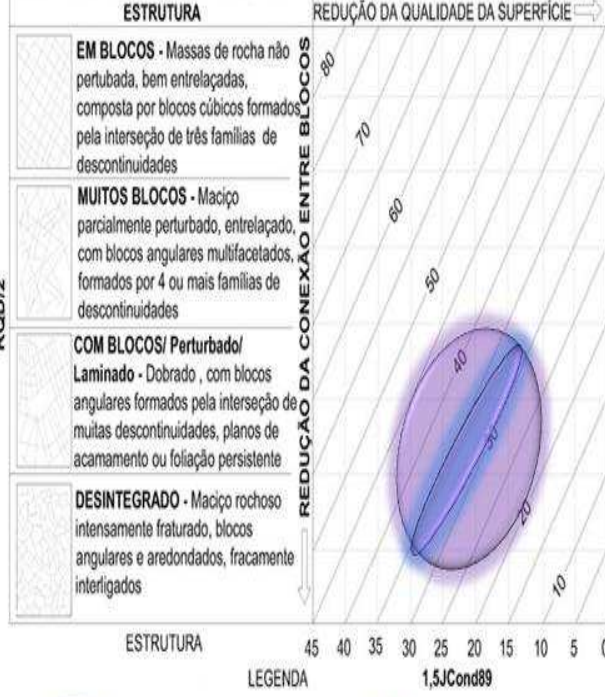 ESTRUTURA
REDUÇÃO DA QUALIDADE DA SUPERFÍCIE
EM BLOCOS - Massas de rocha não
pertubada, bem entrelaçadas,
composta por blocos cúbicos formados
pela interseção de três famílias de
descontinuidades
MUITOS BLOCOS - Maciço
parcialmente perturbado, entrelaçado,
com blocos angulares multifacetados,
formados por 4 ou mais famílias de
descontinuidades
COM BLOCOS/ Perturbado/
Laminado - Dobrado , com blocos
angulares formados pela interseção de
muitas descontinuidades, planos de
acamamento ou foliação persistente
DESINTEGRADO - Maciço rochoso
intensamente fraturado, blocos
angulares e aredondados, fracamente
interligados
RQD/2
REDUÇÃO DA CONEXÃO ENTRE BLOCOS
80
70
60
50
40
30
20
10
ESTRUTURA
45 40 35 30 25 20 15 10 5 0
LEGENDA
1,5JCond89